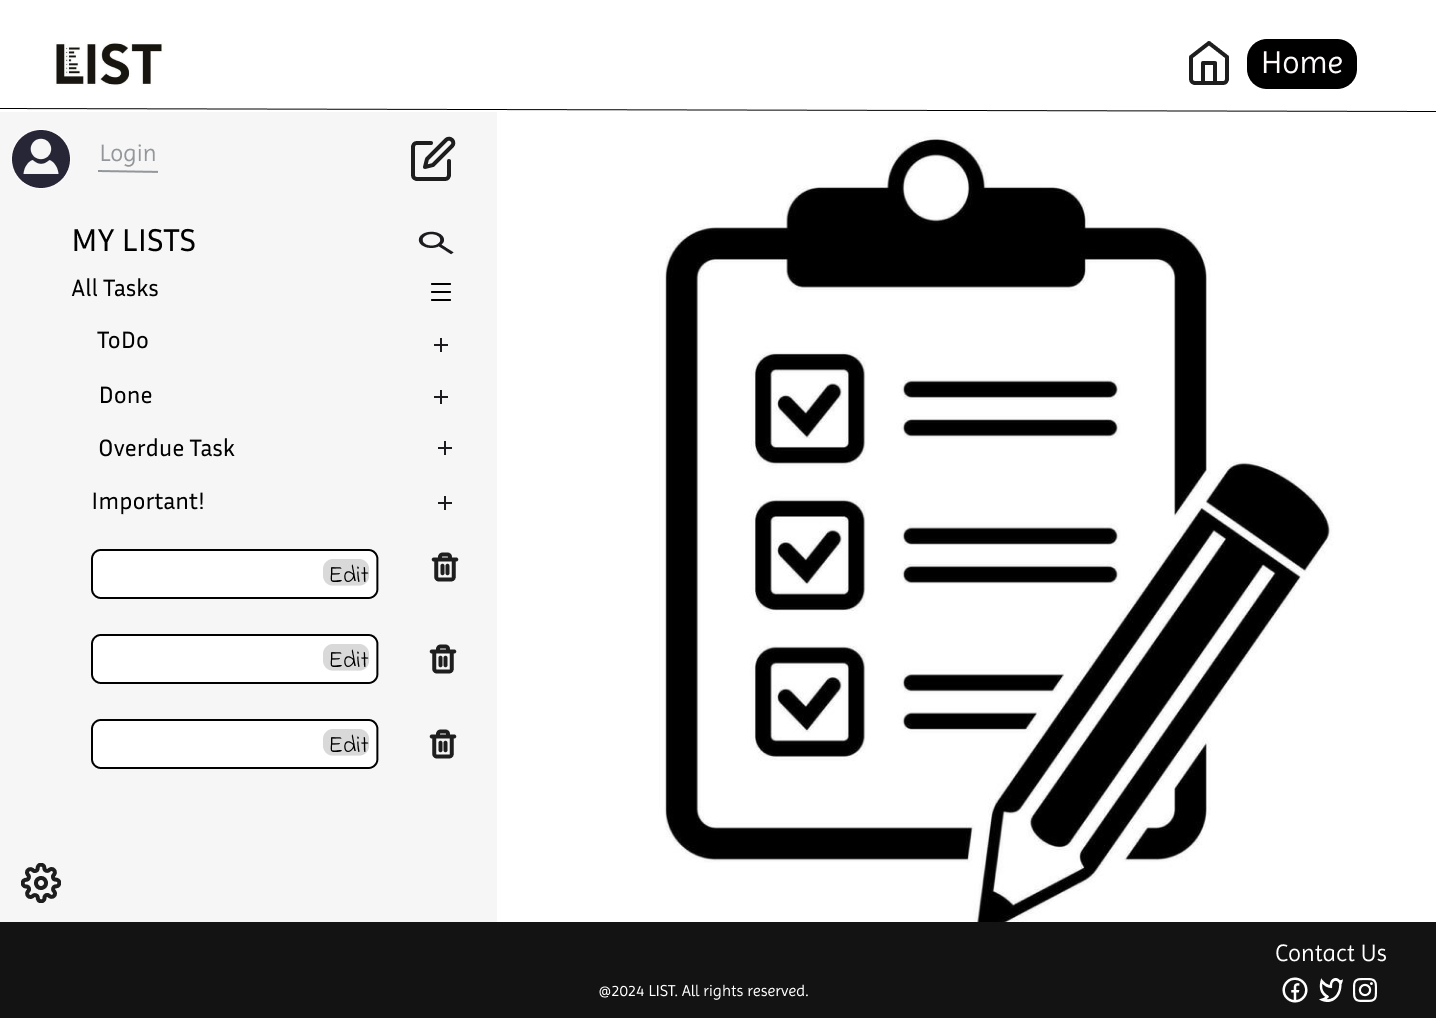 LIST
Home
Login
MY LISTS
All Tasks
ToDo
Done
Overdue Task
Important!
Edit
Edit
Edit
Contact Us
@2024 LIST. All rights reserved.